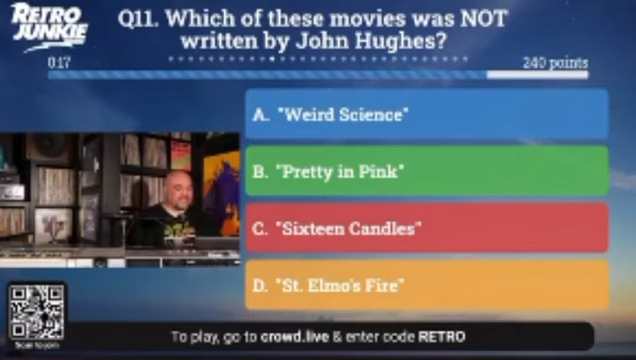 RETRO
JUNKIE
Q11. Which of these movies was NOT
written by John Hughes?
0:17
240 points
A. "Weird Science"
B. "Pretty in Pink"
C. "Sixteen Candles"
D. "St. Elmo's Fire"
Scan to join
To play, go to crowd.live & enter code RETRO